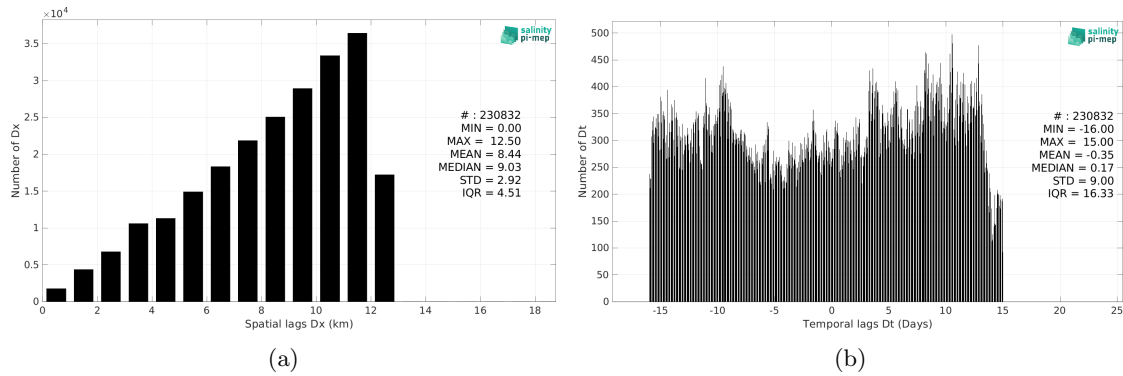 ×10⁴
3.5
3
2.5
2
1.5
1
0.5
0
Number of Dx
0 2 4 6 8 10 12 14 16 18
Spatial lags Dx (km)
salinity
pi-mep
# : 230832
MIN = 0.00
MAX = 12.50
MEAN = 8.44
MEDIAN = 9.03
STD = 2.92
IQR = 4.51
(a)
500
450
400
350
300
250
200
150
100
50
0
Number of Dt
-15 -10 -5 0 5 10 15 20 25
Temporal lags Dt (Days)
salinity
pi-mep
# : 230832
MIN = -16.00
MAX = 15.00
MEAN = -0.35
MEDIAN = 0.17
STD = 9.00
IQR = 16.33
(b)